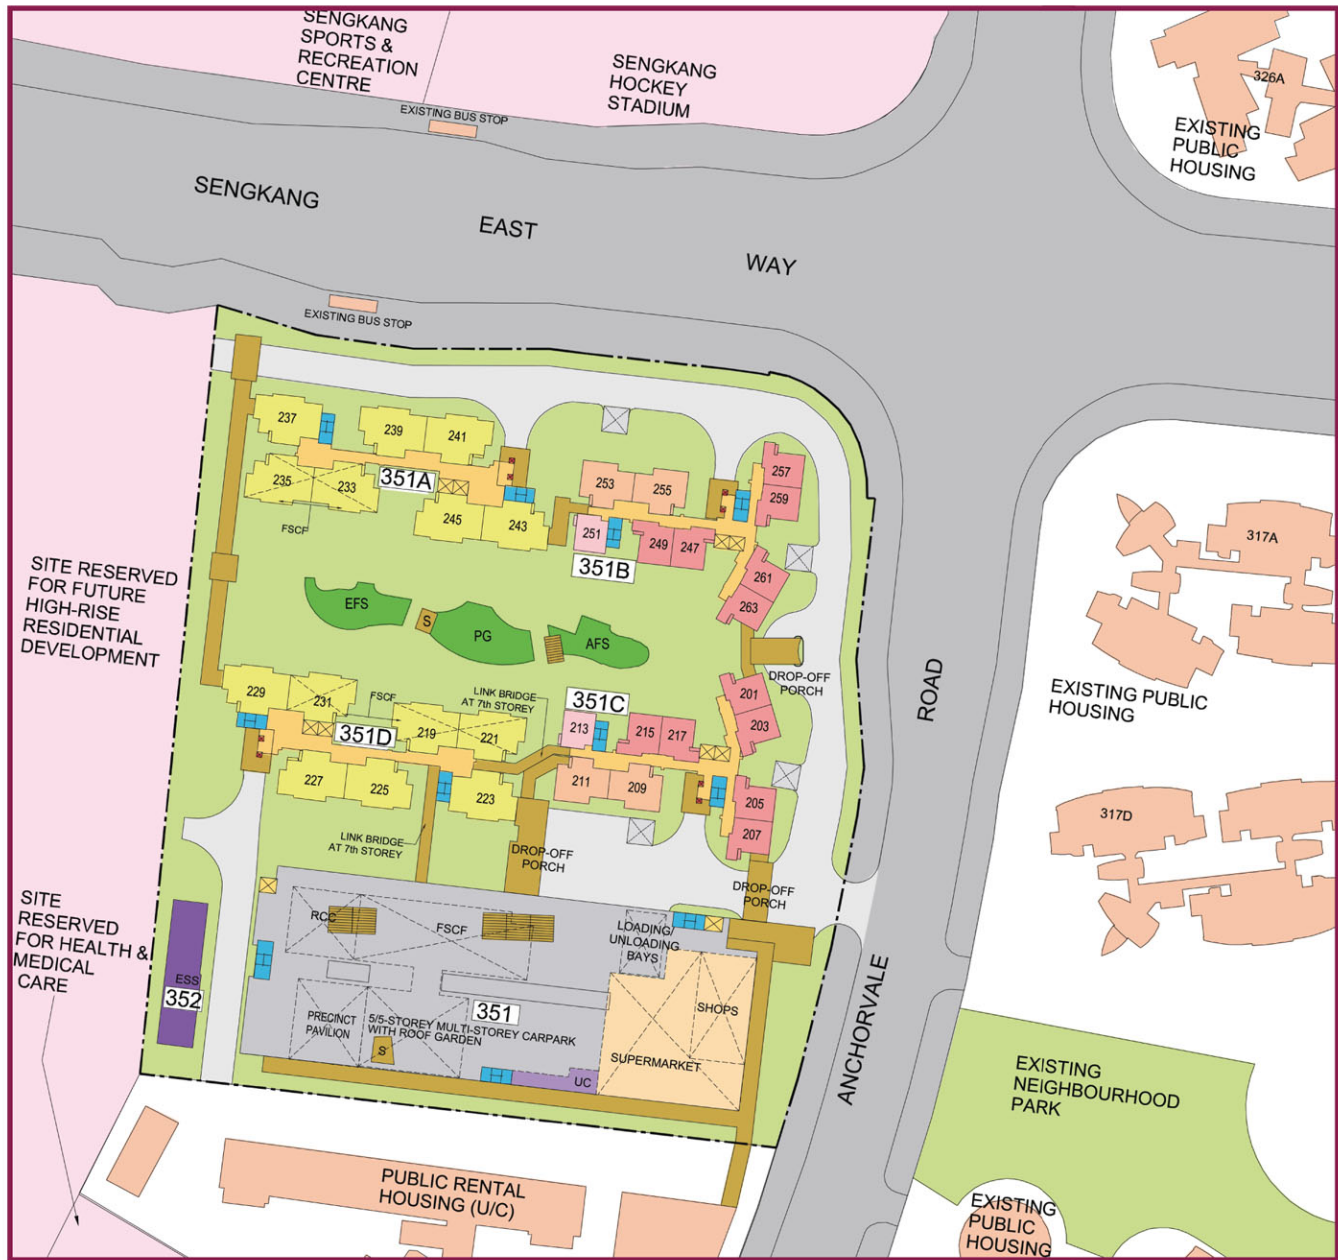 SENGKANG
SPORTS &
RECREATION
CENTRE
SENGKANG
HOCKEY
STADIUM
EXISTING BUS STOP
326A
EXISTING
PUBLIC
HOUSING
SENGKANG
EAST
WAY
EXISTING BUS STOP
237
239
241
235
233
351A
245
243
FSCF
253
255
251
249
247
351B
257
259
261
263
317A
SITE RESERVED
FOR FUTURE
HIGH-RISE
RESIDENTIAL
DEVELOPMENT
EFS
S
PG
AFS
DROP-OFF
PORCH
EXISTING PUBLIC
HOUSING
ROAD
229
231
FSCF
LINK BRIDGE
AT 7th STOREY
351C
201
203
351D
219
221
213
215
217
227
225
223
211
209
205
207
317D
LINK BRIDGE
AT 7th STOREY
DROP-OFF
PORCH
DROP-OFF
PORCH
SITE
RESERVED
FOR HEALTH &
MEDICAL
CARE
RCC
FSCF
LOADING/
UNLOADING
BAYS
ESS
352
351
SHOPS
PRECINCT
PAVILION
5/5-STOREY MULTI-STOREY CARPARK
WITH ROOF GARDEN
S
SUPERMARKET
UC
ANCHORVALE
EXISTING
NEIGHBOURHOOD
PARK
PUBLIC RENTAL
HOUSING (U/C)
EXISTING
PUBLIC
HOUSING